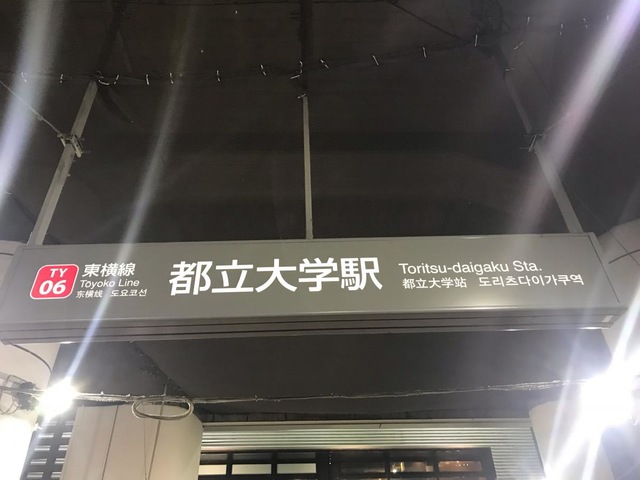 TY
06
東横線
Tōyoko Line
东横线 도요코선
都立大学駅
Toritsu-daigaku Sta.
都立大学站 도리츠다이가쿠역